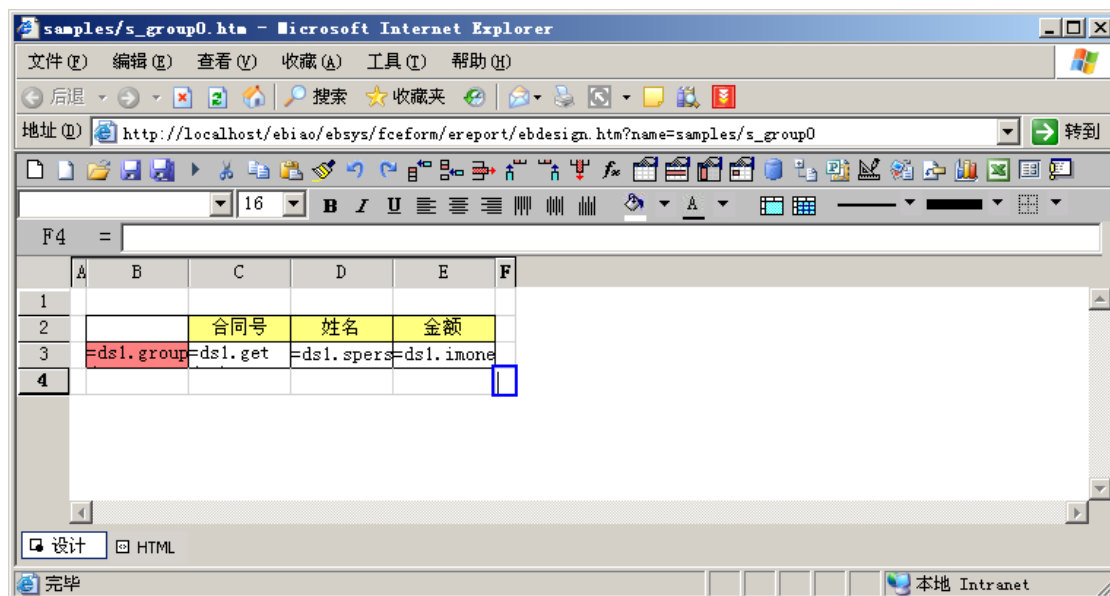 samples/s_group0.htm - Microsoft Internet Explorer
文件(F) 编辑(E) 查看(V) 收藏(A) 工具(T) 帮助(H)
后退 搜索 收藏夹
地址(D) http://localhost/ebiao/ebsys/fceform/ereport/ebdesign.htm?name=samples/s_group0 转到
16 B I U A
F4 =
A B C D E F
1
2 合同号 姓名 金额
3 =ds1.group =ds1.get =ds1.spers =ds1.imone
4
设计 HTML
完毕 本地 Intranet